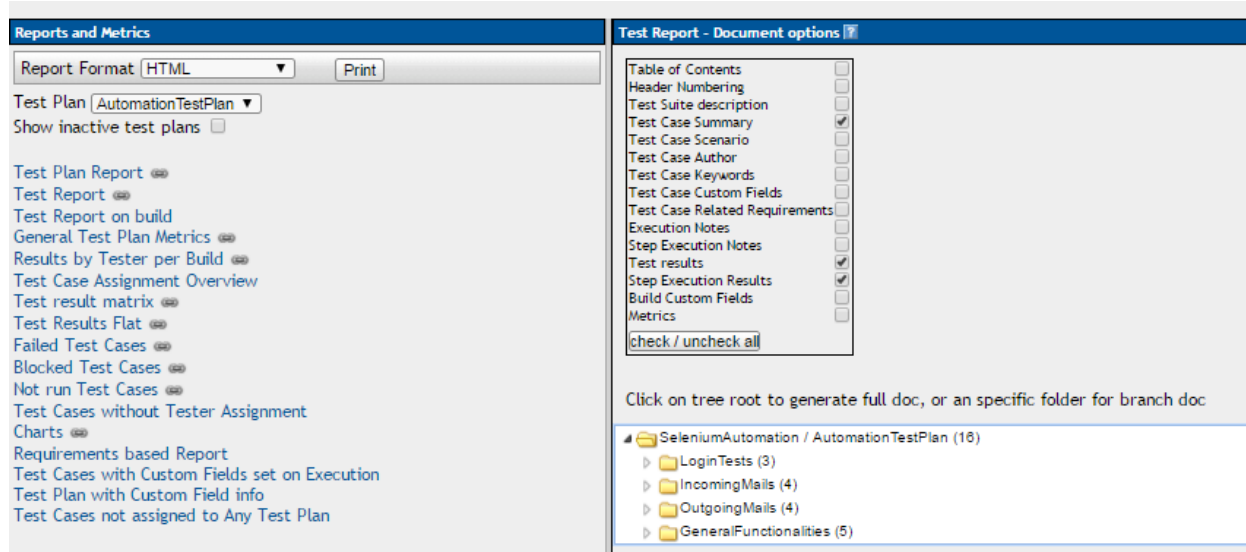 Reports and Metrics
Report Format HTML Print
Test Plan AutomationTestPlan
Show inactive test plans
Test Plan Report
Test Report
Test Report on build
General Test Plan Metrics
Results by Tester per Build
Test Case Assignment Overview
Test result matrix
Test Results Flat
Failed Test Cases
Blocked Test Cases
Not run Test Cases
Test Cases without Tester Assignment
Charts
Requirements based Report
Test Cases with Custom Fields set on Execution
Test Plan with Custom Field info
Test Cases not assigned to Any Test Plan
Test Report - Document options ?
Table of Contents
Header Numbering
Test Suite description
Test Case Summary
Test Case Scenario
Test Case Author
Test Case Keywords
Test Case Custom Fields
Test Case Related Requirements
Execution Notes
Step Execution Notes
Test results
Step Execution Results
Build Custom Fields
Metrics
check / uncheck all
Click on tree root to generate full doc, or an specific folder for branch doc
SeleniumAutomation / AutomationTestPlan (16)
LoginTests (3)
IncomingMails (4)
OutgoingMails (4)
GeneralFunctionalities (5)